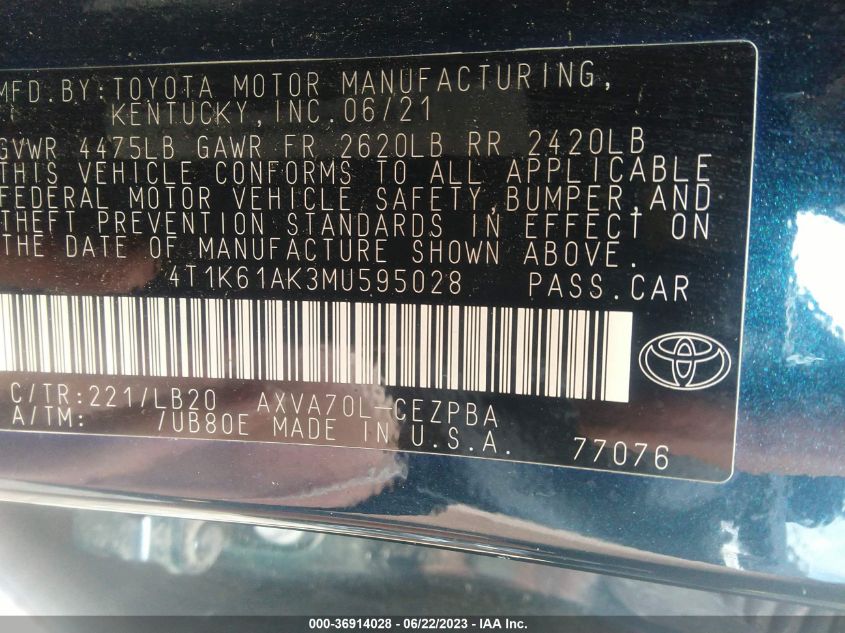 MFD.BY:TOYOTA MOTOR MANUFACTURING,
KENTUCKY,INC.06/21
GVWR 4475LB GAWR FR 2620LB RR 2420LB
THIS VEHICLE CONFORMS TO ALL APPLICABLE
FEDERAL MOTOR VEHICLE SAFETY,BUMPER,AND
THEFT PREVENTION STANDARDS IN EFFECT ON
THE DATE OF MANUFACTURE SHOWN ABOVE.
4T1K61AK3MU595028 PASS.CAR
C/TR:221/LB20 AXVA70L-CEZPBA
A/TM: /UB80E MADE IN U.S.A. 77076
000-36914028 - 06/22/2023 - IAAI Inc.